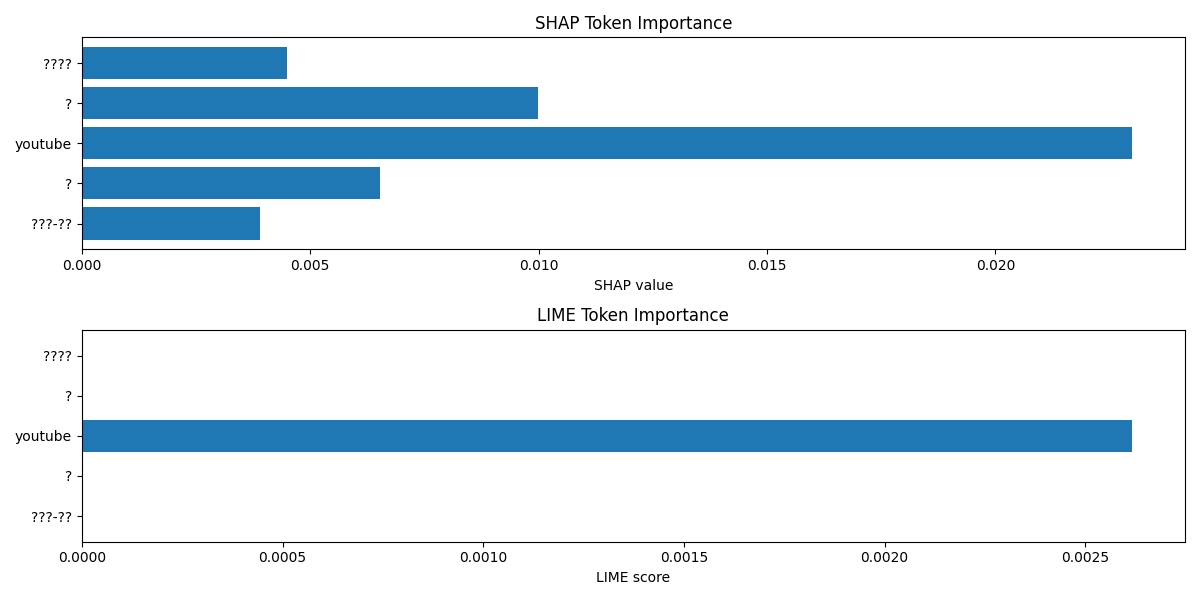 SHAP Token Importance
????
?
youtube
?
???-??
0.000 0.005 0.010 0.015 0.020
SHAP value
LIME Token Importance
????
?
youtube
?
???-??
0.0000 0.0005 0.0010 0.0015 0.0020 0.0025
LIME score